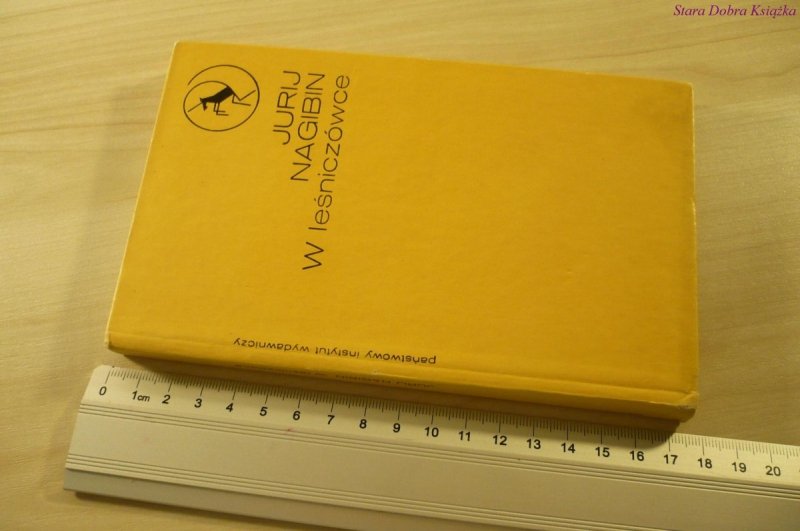 Stara Dobra Książka
JURIJ
NAGIBIN
W leśniczówce
państwowy instytut wydawniczy
0 1cm 2 3 4 5 6 7 8 9 10 11 12 13 14 15 16 17 18 19 20